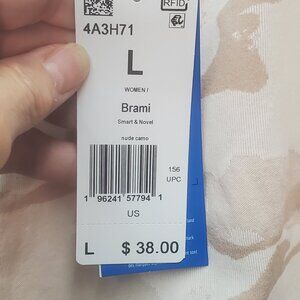 RFID
4A3H71
L
WOMEN /
Brami
Smart & Novel
nude camo
156
UPC
1 96241 57794 1
US
L $ 38.00